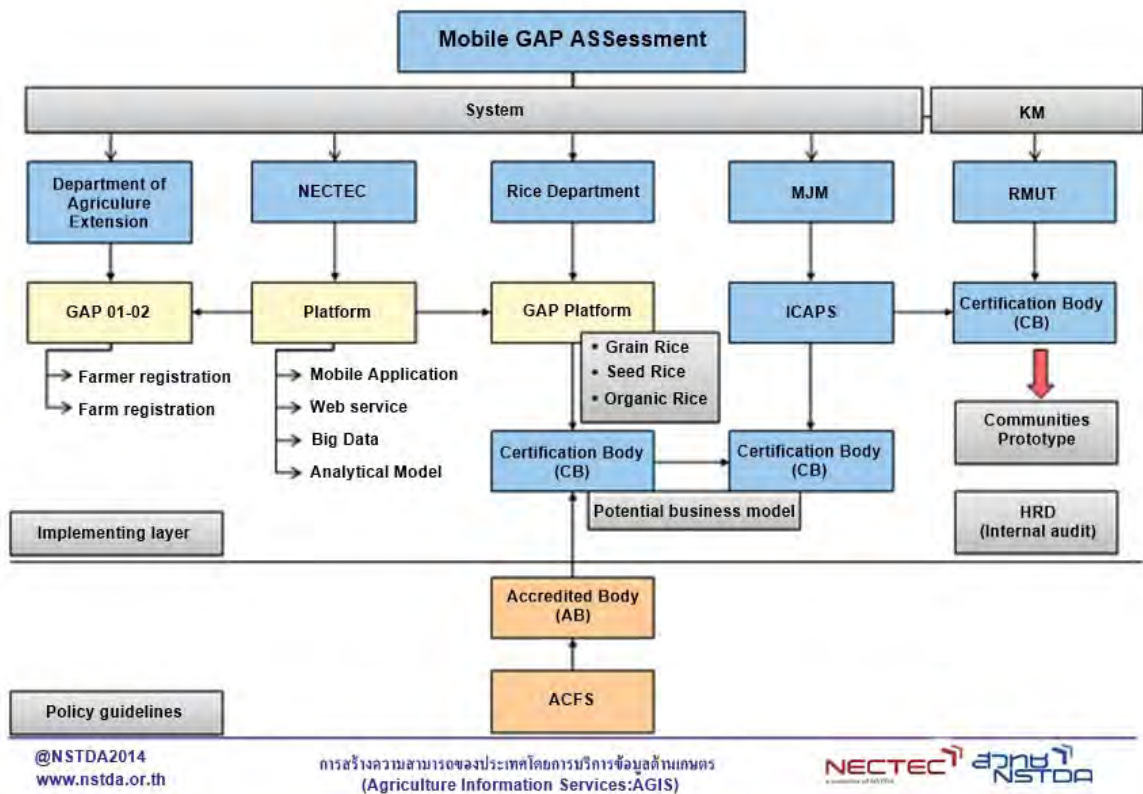 Mobile GAP ASSessment
System
KM
Department of
Agriculure
Extension
NECTEC
Rice Department
MJM
RMUT
GAP 01-02
Platform
GAP Platform
ICAPS
Certification Body
(CB)
Farmer registration
Farm registration
Mobile Application
Web service
Big Data
Analytical Model
• Grain Rice
• Seed Rice
• Organic Rice
Communities
Prototype
Certification Body
(CB)
Certification Body
(CB)
Potential business model
HRD
(Internal audit)
Implementing layer
Accredited Body
(AB)
ACFS
Policy guidelines
@NSTDA2014
www.nstda.or.th
การสร้างความสามารถของประเทศโดยการบริการข้อมูลด้านเกษตร
(Agriculture Information Services:AGIS)
NECTEC
a member of NSTDA
สวทช
NSTDA